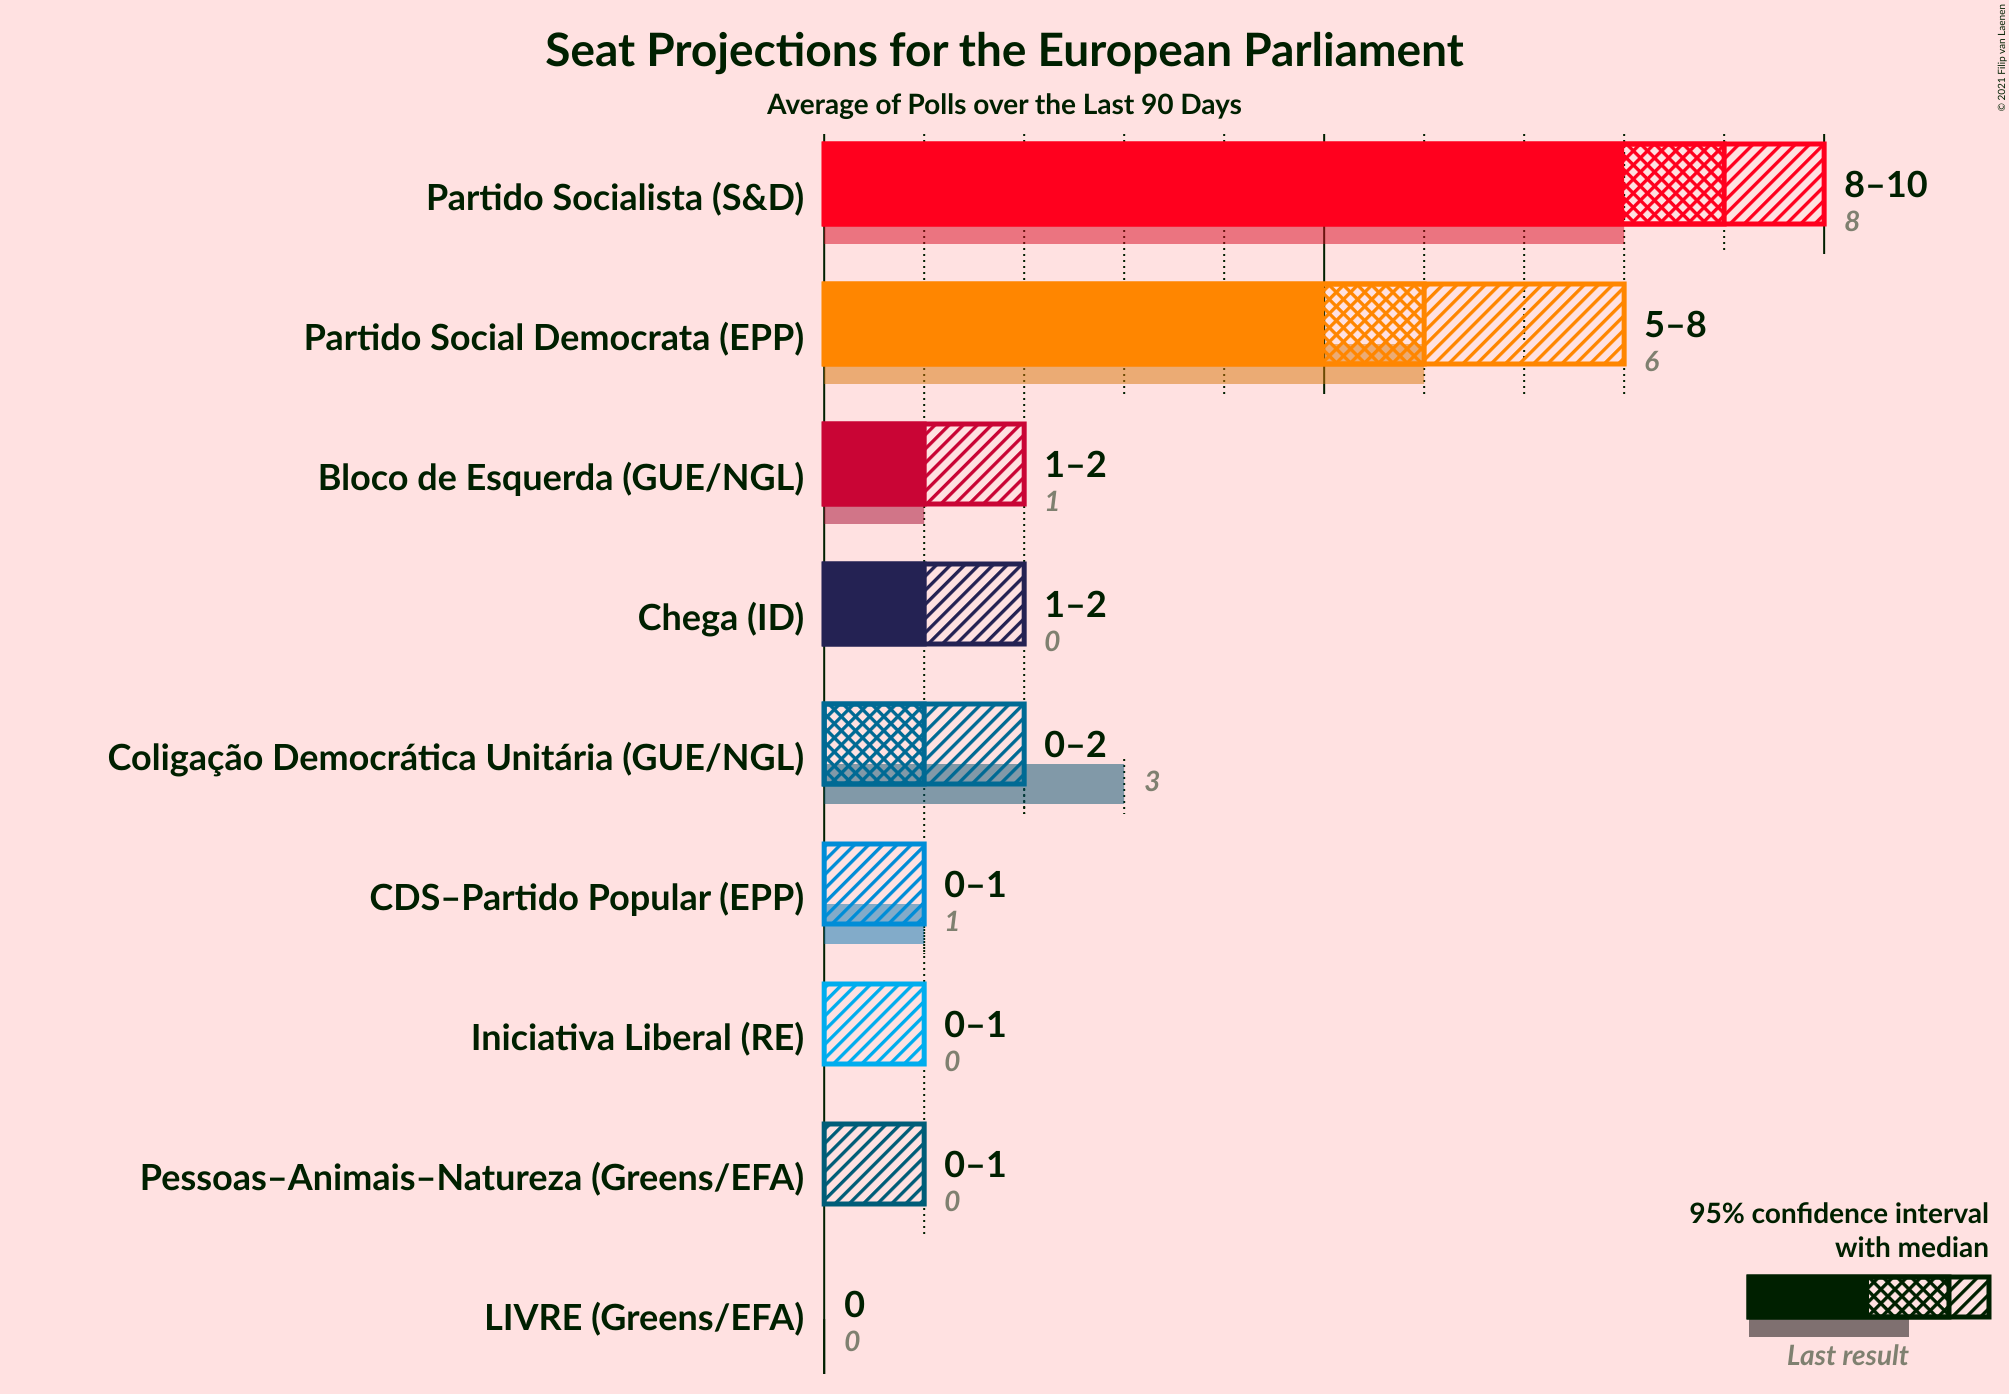 Seat Projections for the European Parliament
Average of Polls over the Last 90 Days
© 2021 Filip van Laenen
Partido Socialista (S&D)
8–10
8
Partido Social Democrata (EPP)
5–8
6
Bloco de Esquerda (GUE/NGL)
1–2
1
Chega (ID)
1–2
0
Coligação Democrática Unitária (GUE/NGL)
0–2
3
CDS–Partido Popular (EPP)
0–1
1
Iniciativa Liberal (RE)
0–1
0
Pessoas–Animais–Natureza (Greens/EFA)
0–1
0
LIVRE (Greens/EFA)
0
0
95% confidence interval
with median
Last result